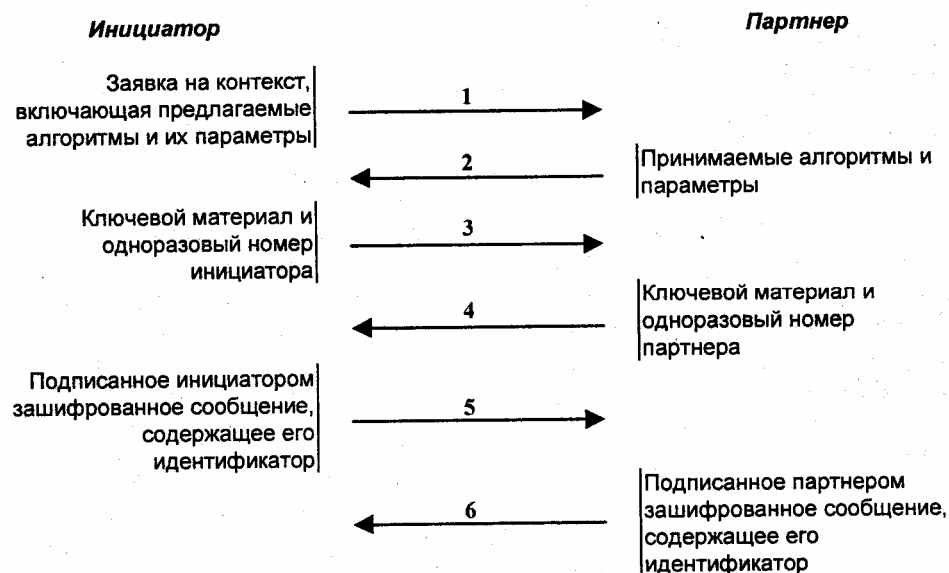 Инициатор
Партнер
Заявка на контекст,
включающая предлагаемые
алгоритмы и их параметры
1
2
Принимаемые алгоритмы и
параметры
Ключевой материал и
одноразовый номер
инициатора
3
4
Ключевой материал и
одноразовый номер
партнера
Подписанное инициатором
зашифрованное сообщение,
содержащее его
идентификатор
5
6
Подписанное партнером
зашифрованное сообщение,
содержащее его
идентификатор